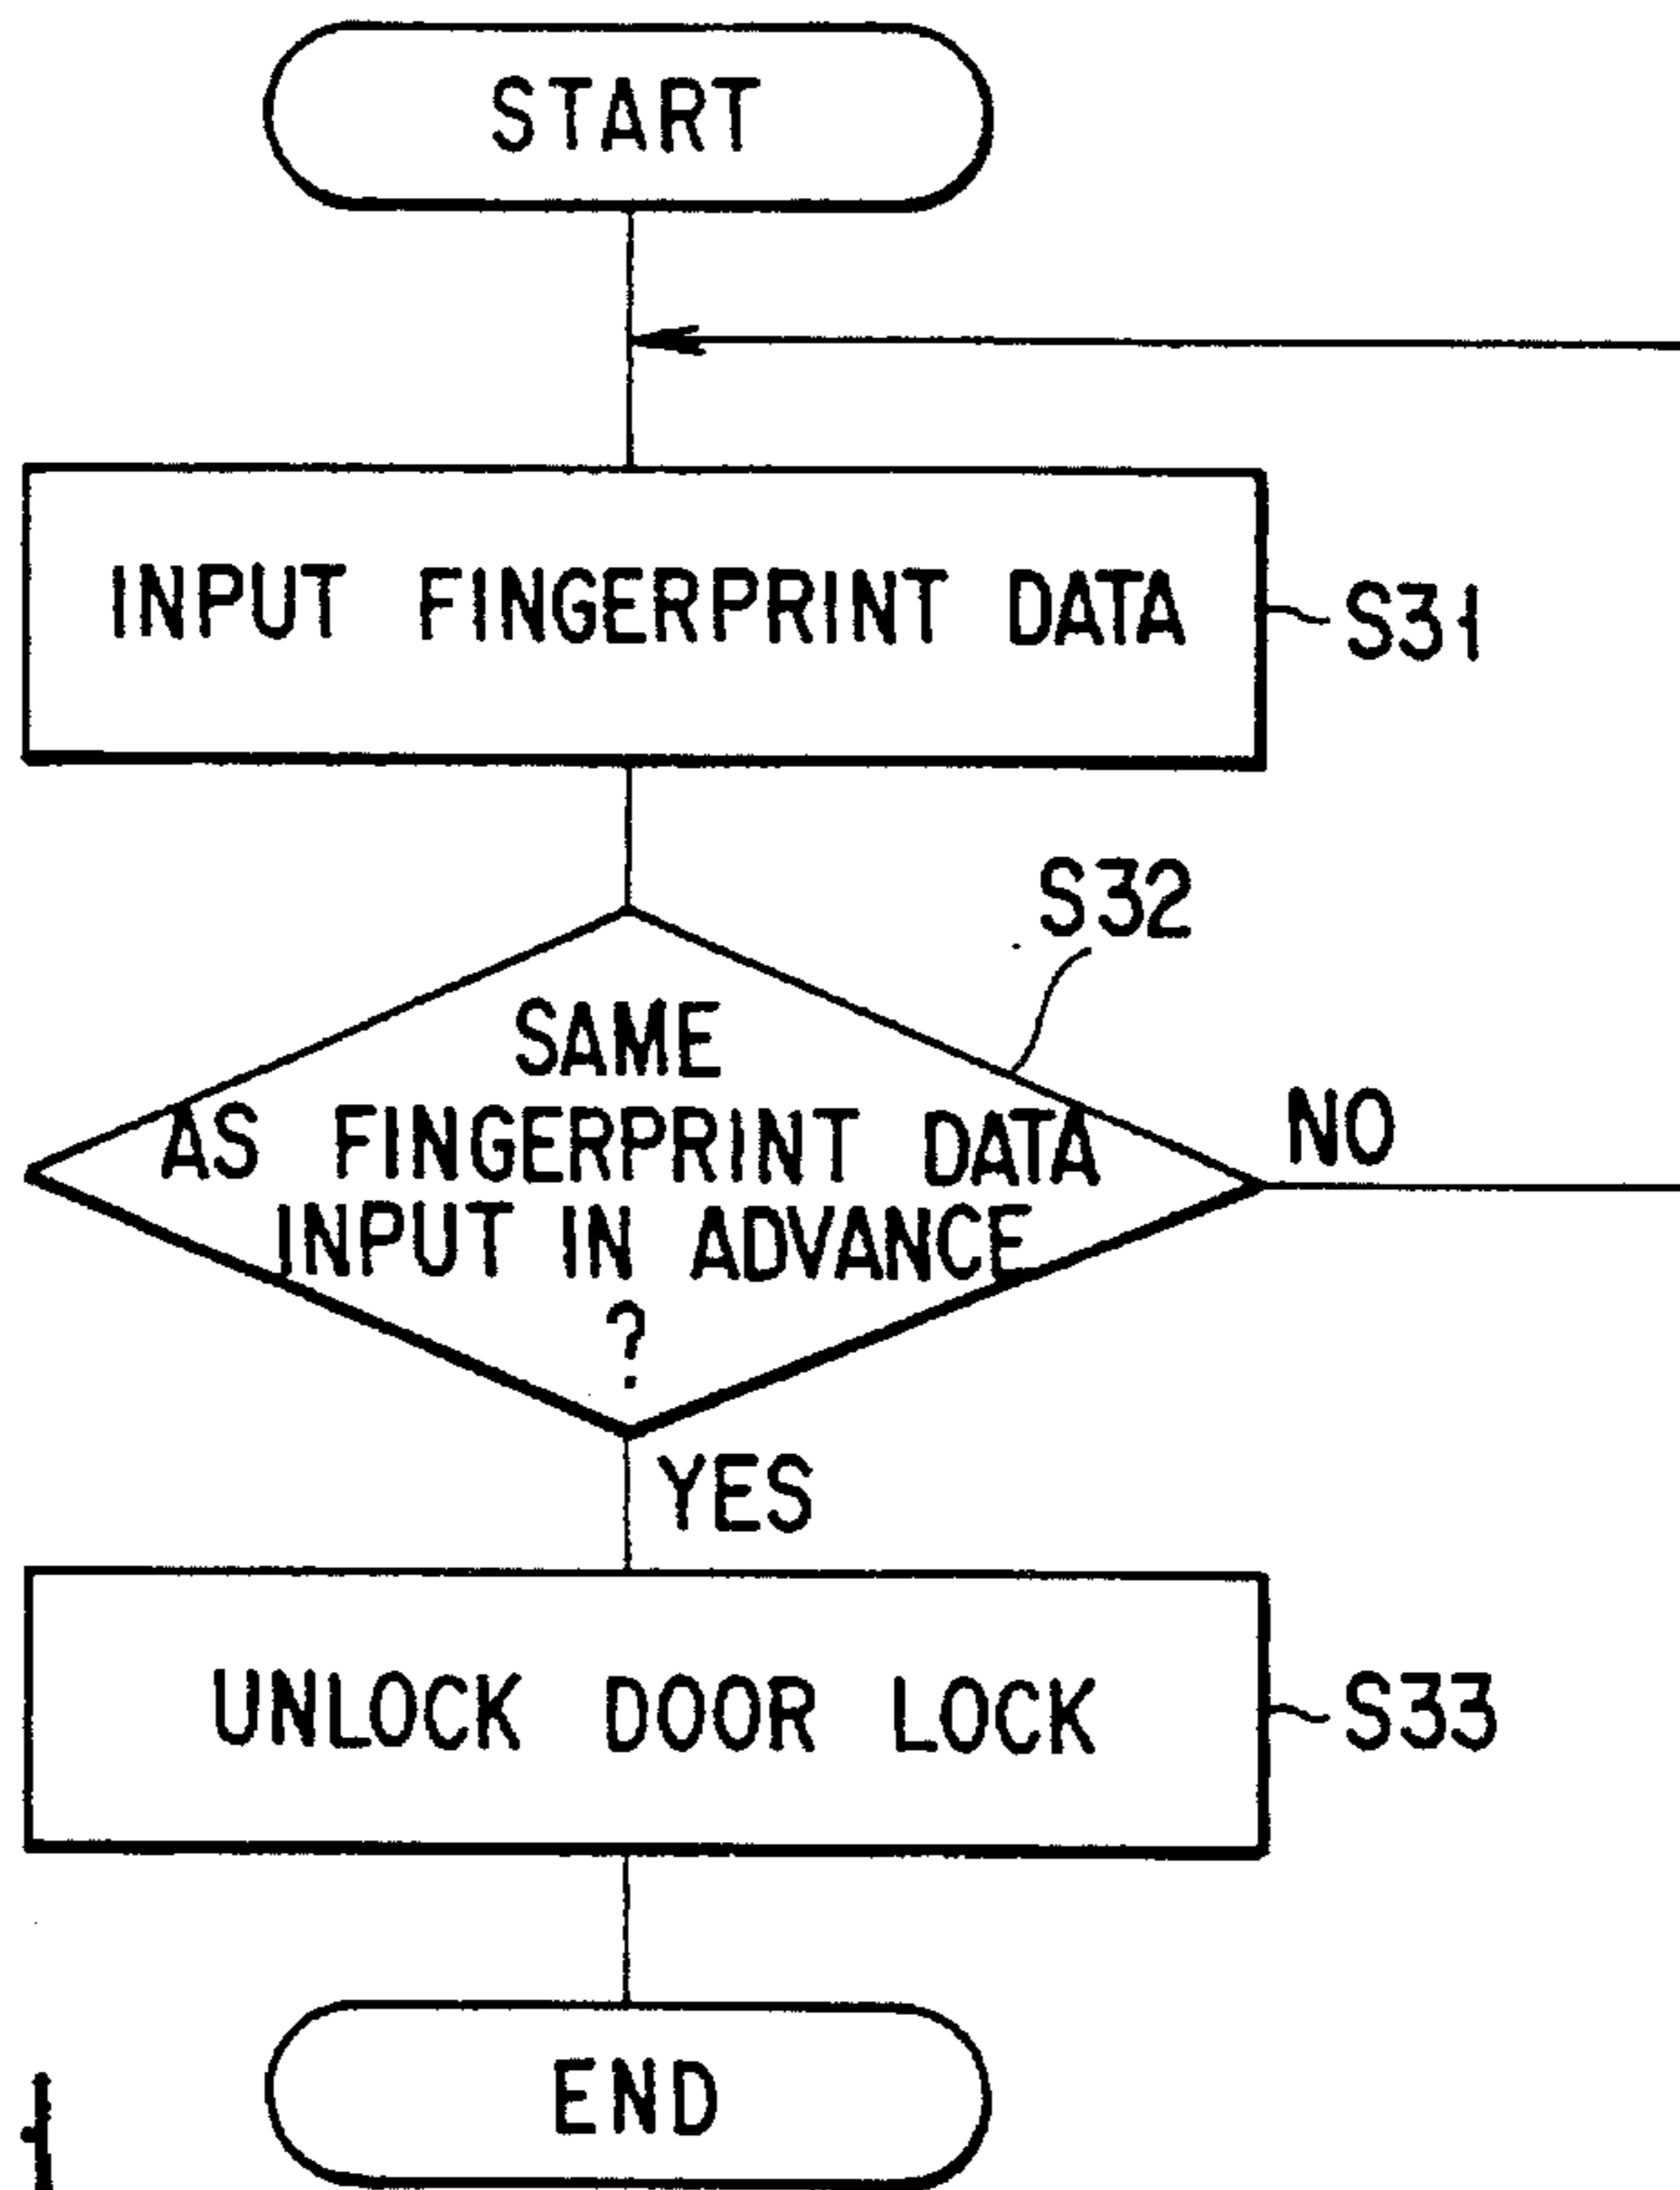 START
INPUT FINGERPRINT DATA
S31
S32
SAME
AS FINGERPRINT DATA
INPUT IN ADVANCE
?
NO
YES
UNLOCK DOOR LOCK
S33
END